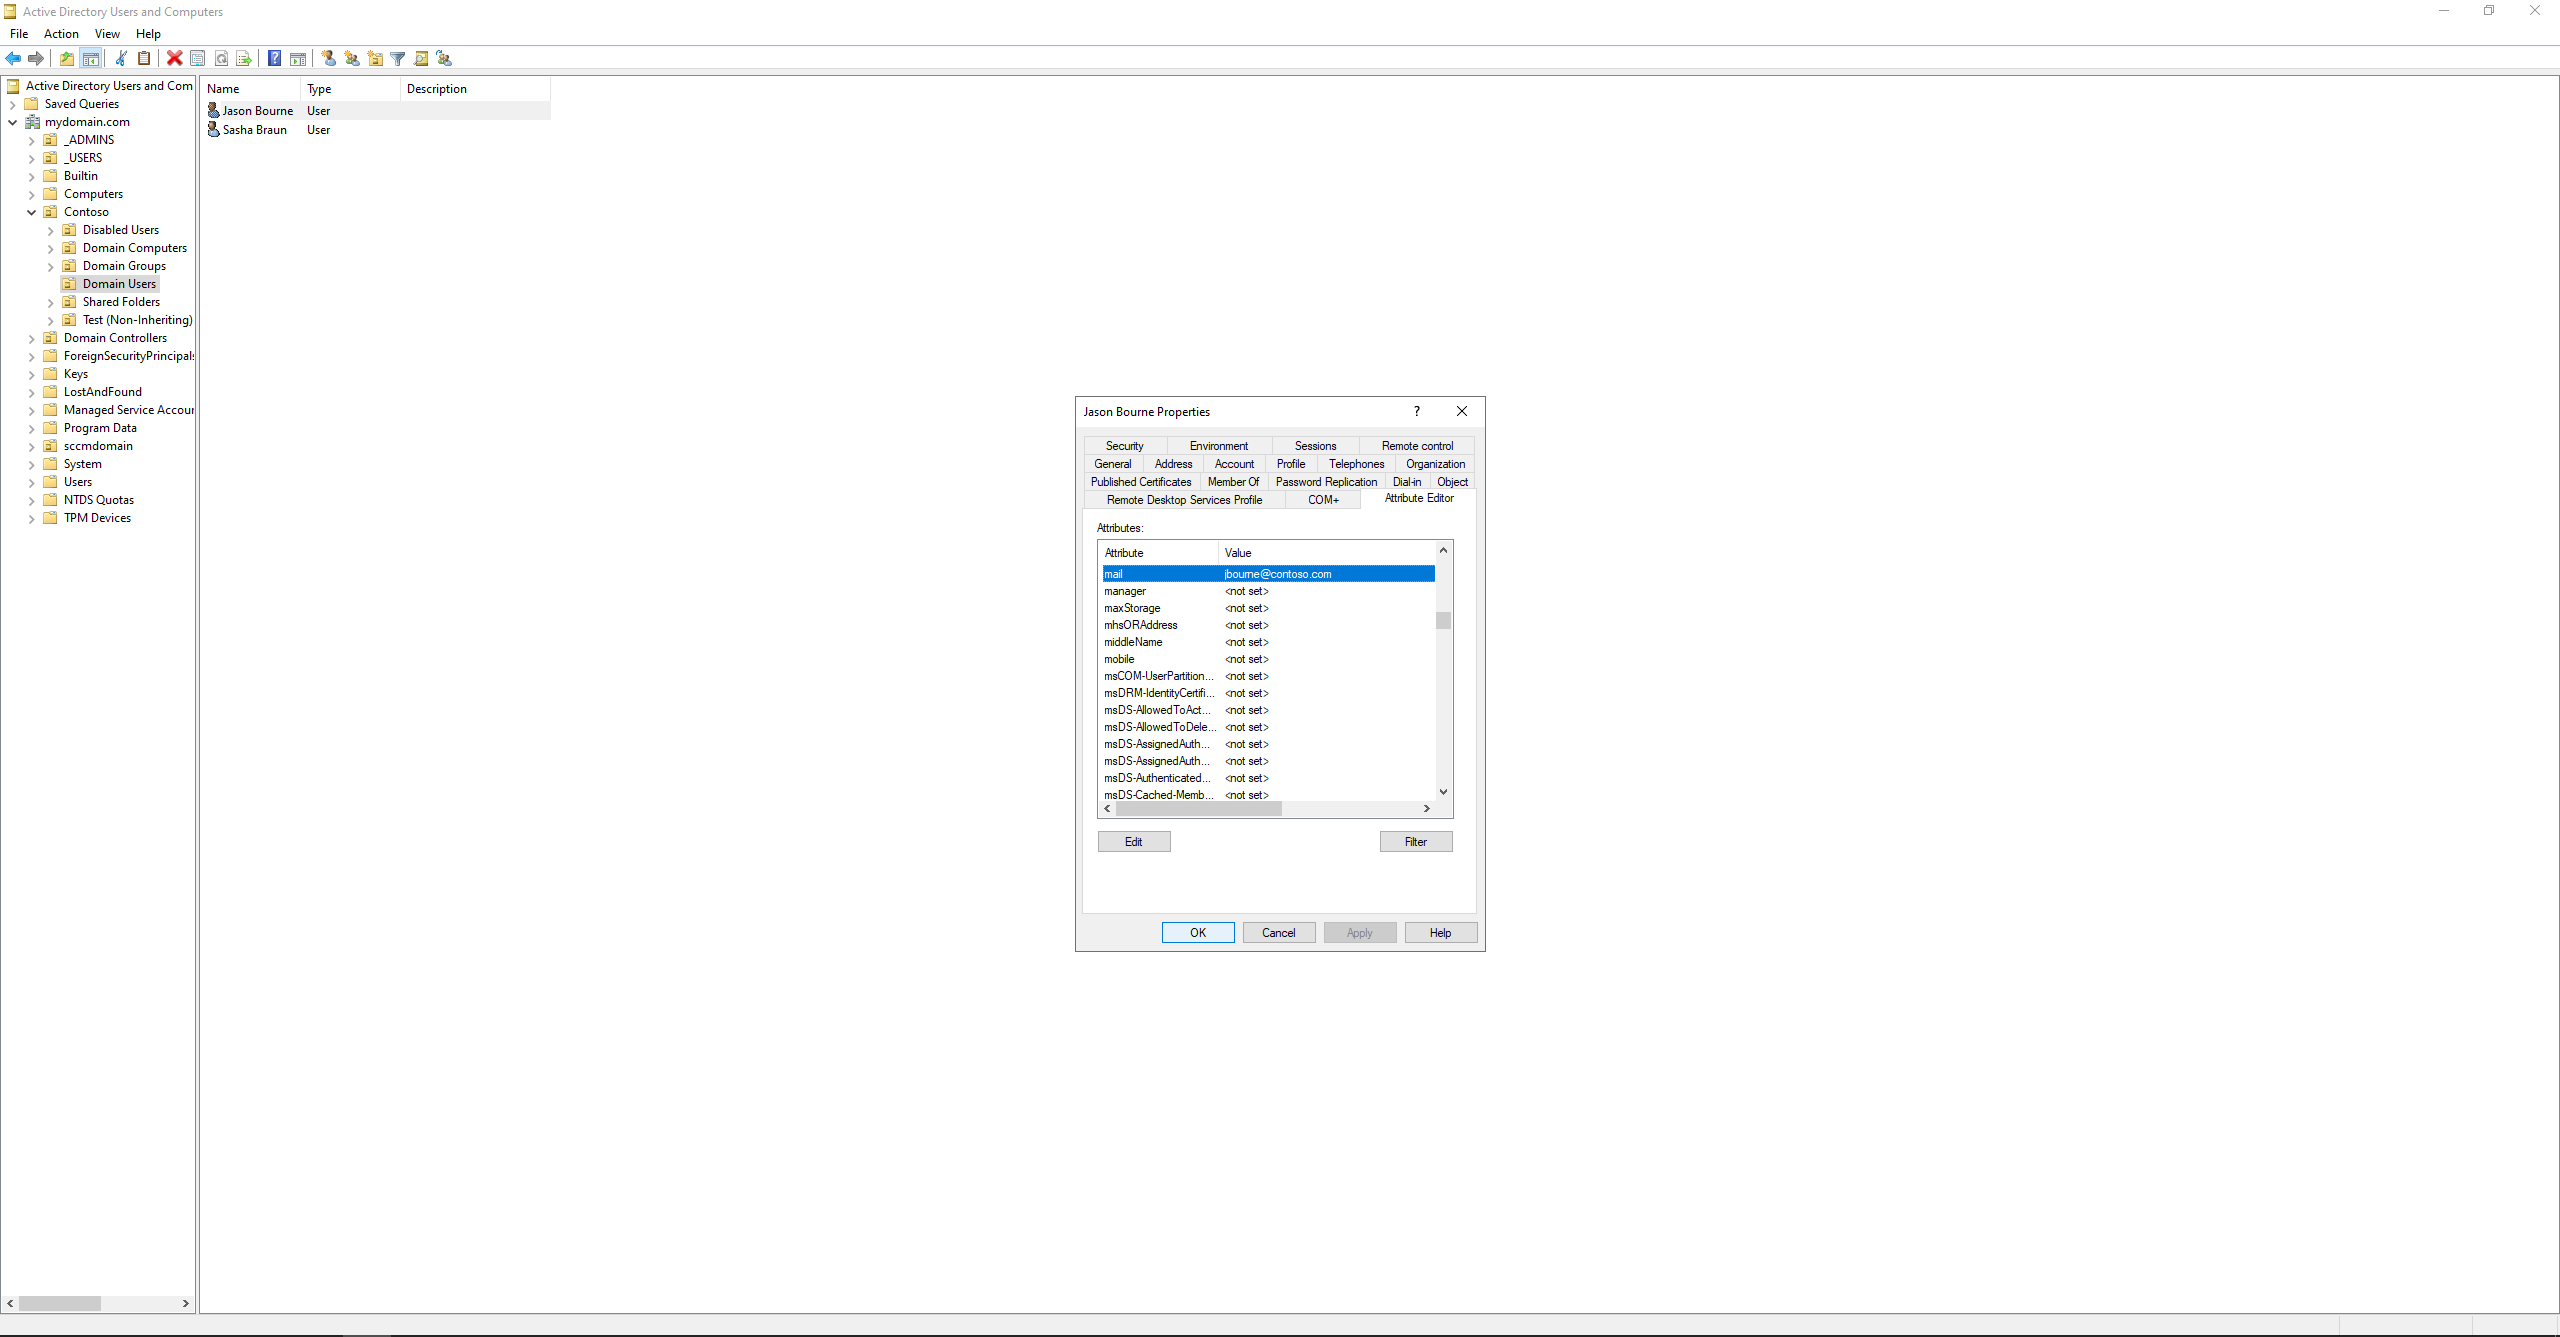 Active Directory Users and Computers
File Action View Help
Active Directory Users and Com
Saved Queries
mydomain.com
_ADMINS
_USERS
Builtin
Computers
Contoso
Disabled Users
Domain Computers
Domain Groups
Domain Users
Shared Folders
Test (Non-Inheriting)
Domain Controllers
ForeignSecurityPrincipals
Keys
LostAndFound
Managed Service Accoun
Program Data
sccmdomain
System
Users
NTDS Quotas
TPM Devices
Name Type Description
Jason Bourne User
Sasha Braun User
Jason Bourne Properties
Security Environment Sessions Remote control
General Address Account Profile Telephones Organization
Published Certificates Member Of Password Replication Dial-in Object
Remote Desktop Services Profile COM+ Attribute Editor
Attributes:
Attribute Value
mail jbourne@contoso.com
manager <not set>
maxStorage <not set>
mhsORAddress <not set>
middleName <not set>
mobile <not set>
msCOM-UserPartition... <not set>
msDRM-IdentityCertifi... <not set>
msDS-AllowedToAct... <not set>
msDS-AllowedToDele... <not set>
msDS-AssignedAuth... <not set>
msDS-AssignedAuth... <not set>
msDS-Authenticated... <not set>
msDS-Cached-Memb... <not set>
Edit Filter
OK Cancel Apply Help